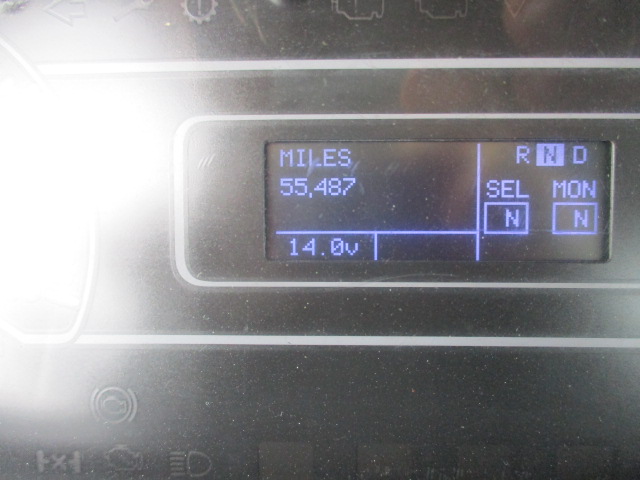 MILES
55,487
R N D
SEL MON
N N
14.0v